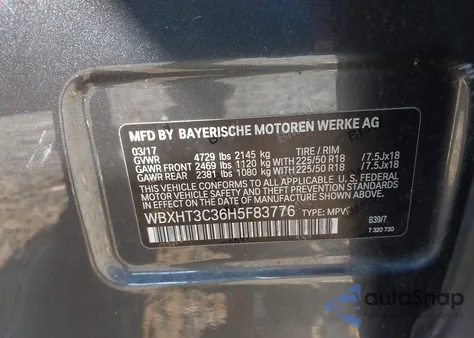 MFD BY BAYERISCHE MOTOREN WERKE AG
03/17 TIRE / RIM
GVWR 4729 lbs 2145 kg
GAWR FRONT 2469 lbs 1120 kg WITH 225/50 R18 /7.5Jx18
GAWR REAR 2381 lbs 1080 kg WITH 225/50 R18 /7.5Jx18
THIS VEHICLE CONFORMS TO ALL APPLICABLE FEDERAL
MOTOR VEHICLE SAFETY AND THEFT PREVENTION STANDARDS
IN EFFECT ON THE DATE OF MANUFACTURE SHOWN ABOVE.
WBXHT3C36H5F83776 TYPE: MPV
B39/7
7 320 730
autoSnap